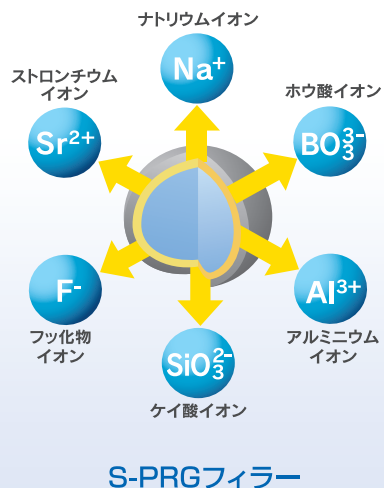 ナトリウムイオン
Na⁺
ストロンチウム
イオン
Sr²⁺
ホウ酸イオン
BO₃³⁻
F⁻
フッ化物
イオン
Al³⁺
アルミニウム
イオン
SiO₃²⁻
ケイ酸イオン
S-PRGフィラー